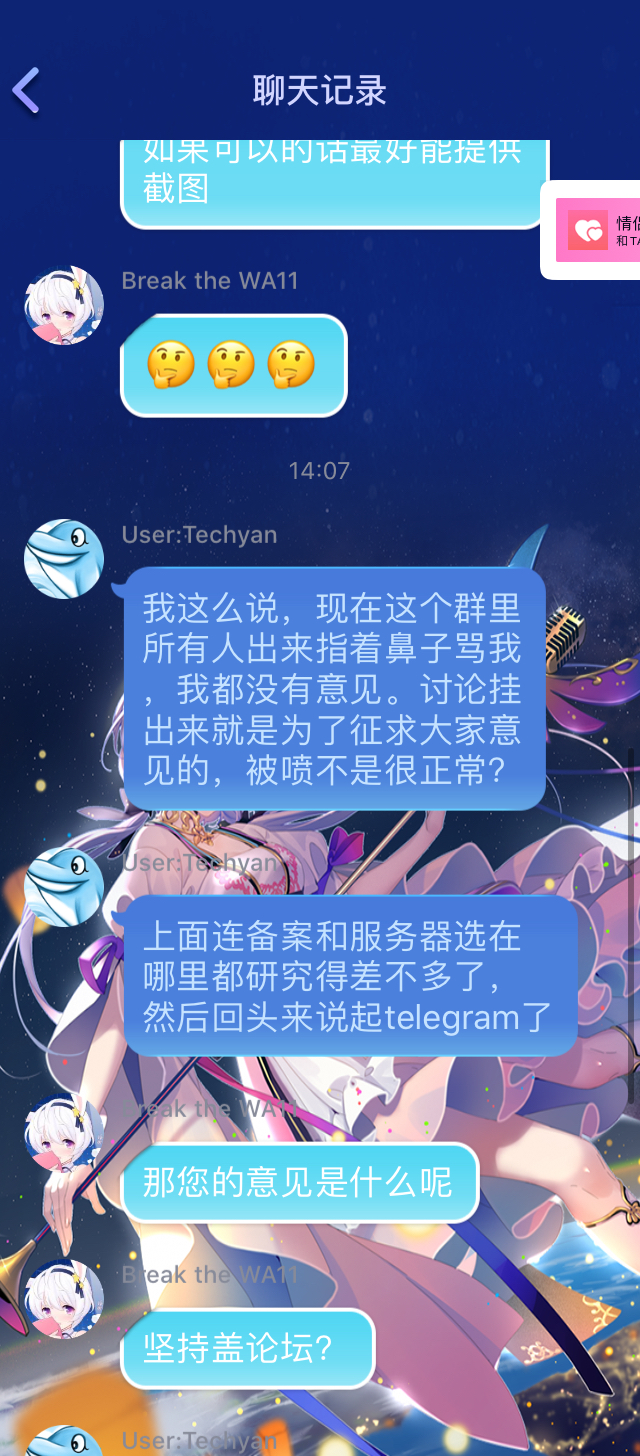 聊天记录
如果可以的话最好能提供
截图
情侣
和TA
Break the WA11
14:07
User:Techyan
我这么说，现在这个群里
所有人出来指着鼻子骂我
，我都没有意见。讨论挂
出来就是为了征求大家意
见的，被喷不是很正常？
User:Techyan
上面连备案和服务器选在
哪里都研究得差不多了，
然后回头来说起telegram了
Break the WA11
那您的意见是什么呢
Break the WA11
坚持盖论坛？
User:Techyan